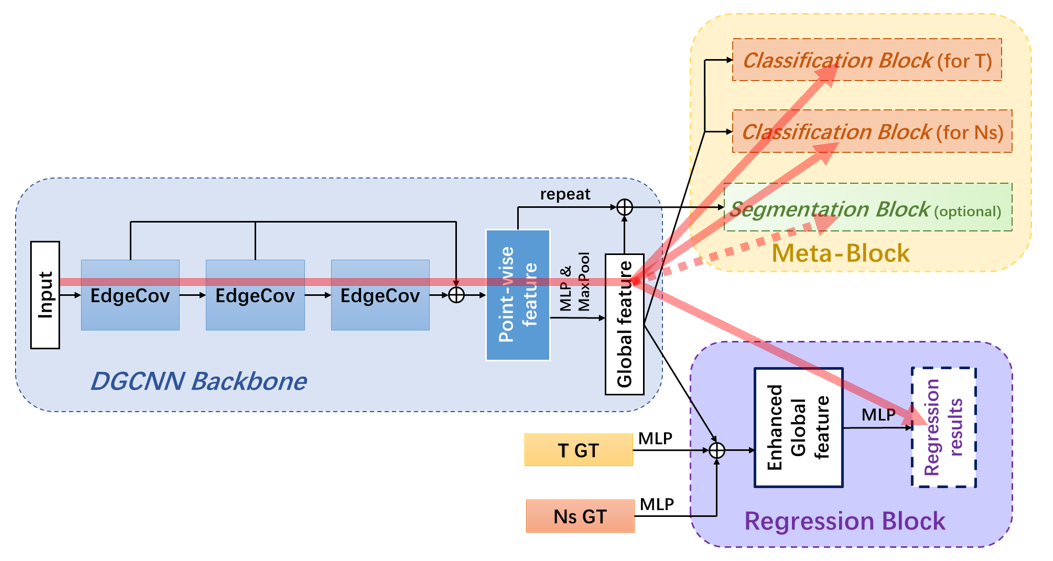 Classification Block (for T)
Classification Block (for Ns)
Segmentation Block (optional)
Meta-Block
repeat
Input
EdgeCov
EdgeCov
EdgeCov
Point-wise
feature
MLP &
MaxPool
Global feature
DGCNN Backbone
T GT
MLP
Ns GT
MLP
Enhanced
Global
feature
MLP
Regression
results
Regression Block